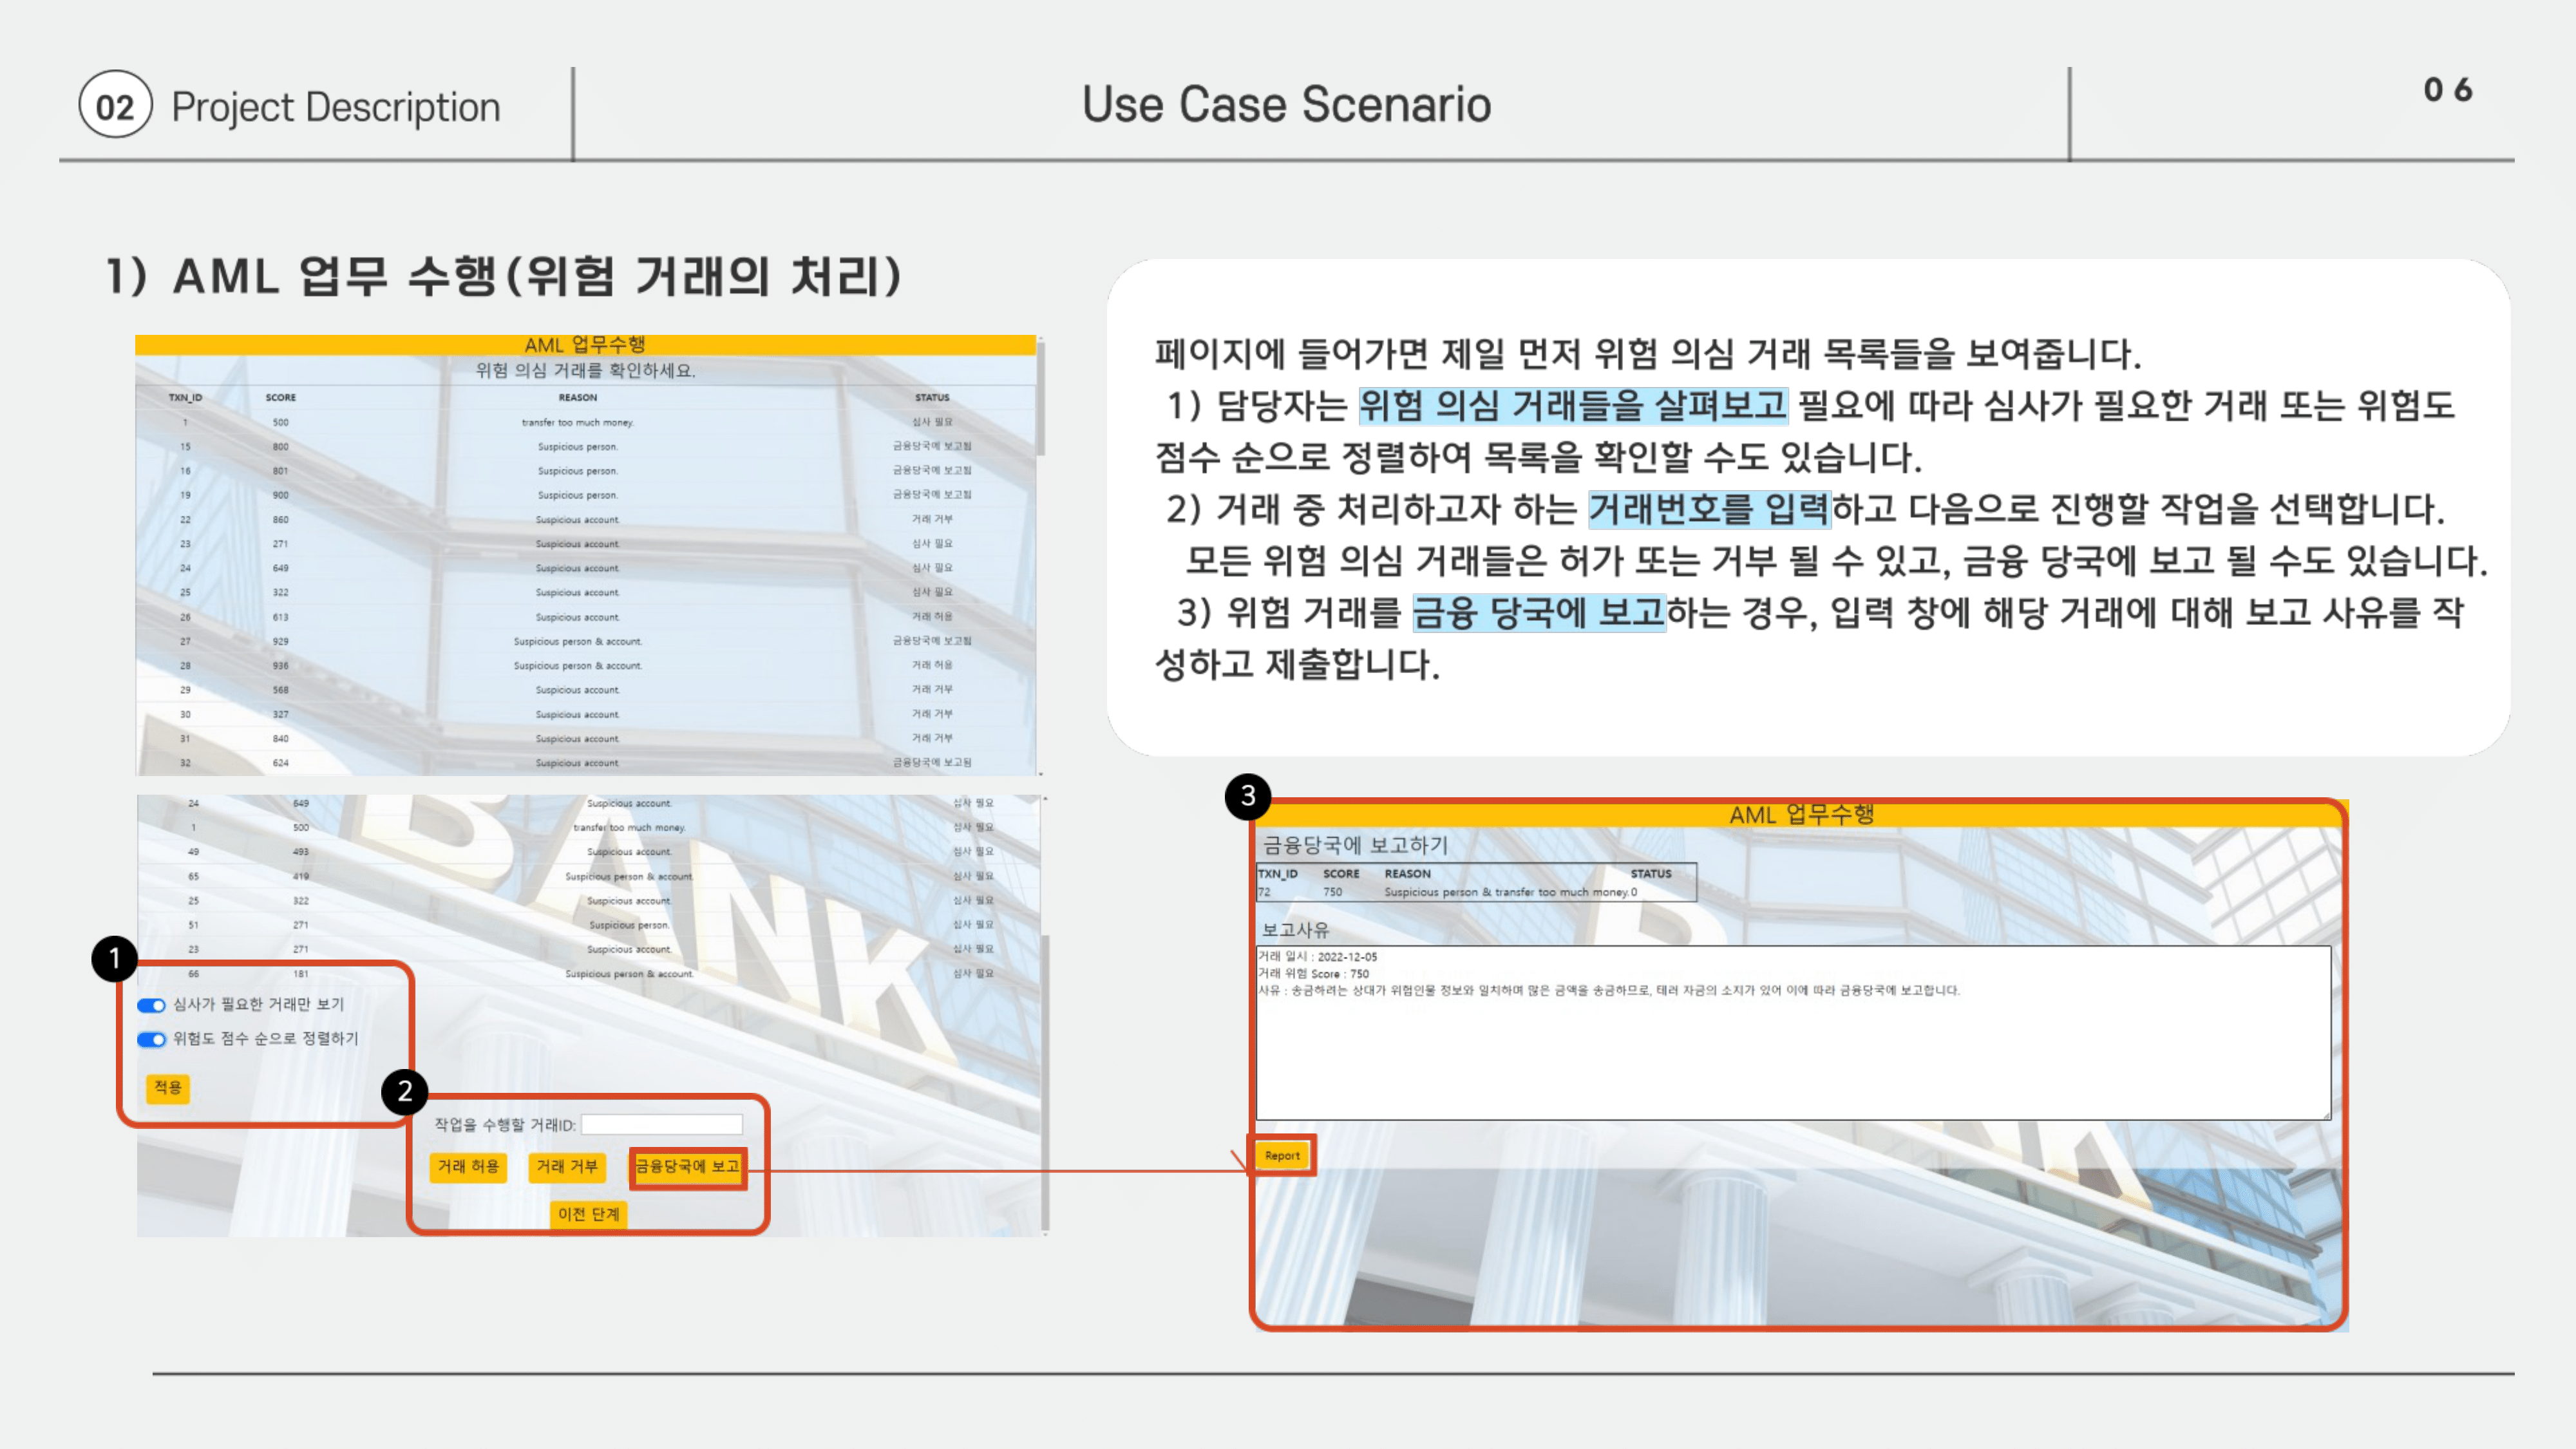 02 Project Description
Use Case Scenario
06
1) AML 업무 수행(위험 거래의 처리)
AML 업무수행
위험 의심 거래를 확인하세요.
TXN_ID SCORE REASON STATUS
1 500 transfer too much money. 심사 필요
15 800 Suspicious person. 금융당국에 보고됨
16 801 Suspicious person. 금융당국에 보고됨
19 900 Suspicious person. 금융당국에 보고됨
22 860 Suspicious account. 거래 거부
23 271 Suspicious account. 심사 필요
24 649 Suspicious account. 심사 필요
25 322 Suspicious account. 심사 필요
26 613 Suspicious account. 거래 허용
27 929 Suspicious person & account. 금융당국에 보고됨
28 936 Suspicious person & account. 거래 허용
29 568 Suspicious account. 거래 거부
30 327 Suspicious account. 거래 거부
31 840 Suspicious account. 거래 거부
32 624 Suspicious account. 금융당국에 보고됨
페이지에 들어가면 제일 먼저 위험 의심 거래 목록들을 보여줍니다.
1) 담당자는 위험 의심 거래들을 살펴보고 필요에 따라 심사가 필요한 거래 또는 위험도
점수 순으로 정렬하여 목록을 확인할 수도 있습니다.
2) 거래 중 처리하고자 하는 거래번호를 입력하고 다음으로 진행할 작업을 선택합니다.
모든 위험 의심 거래들은 허가 또는 거부 될 수 있고, 금융 당국에 보고 될 수도 있습니다.
3) 위험 거래를 금융 당국에 보고하는 경우, 입력 창에 해당 거래에 대해 보고 사유를 작
성하고 제출합니다.
24 649 Suspicious account. 심사 필요
1 500 transfer too much money. 심사 필요
49 493 Suspicious account. 심사 필요
65 419 Suspicious person & account. 심사 필요
25 322 Suspicious account. 심사 필요
51 271 Suspicious person. 심사 필요
23 271 Suspicious account. 심사 필요
66 181 Suspicious person & account. 심사 필요
BANK
1
심사가 필요한 거래만 보기
위험도 점수 순으로 정렬하기
적용
2
작업을 수행할 거래ID:
거래 허용 거래 거부 금융당국에 보고
이전 단계
3
AML 업무수행
금융당국에 보고하기
TXN_ID SCORE REASON STATUS
72 750 Suspicious person & transfer too much money. 0
보고사유
거래 일시 : 2022-12-05
거래 위험 Score : 750
사유 : 송금하려는 상대가 위험인물 정보와 일치하며 많은 금액을 송금하므로, 테러 자금의 소지가 있어 이에 따라 금융당국에 보고합니다.
Report